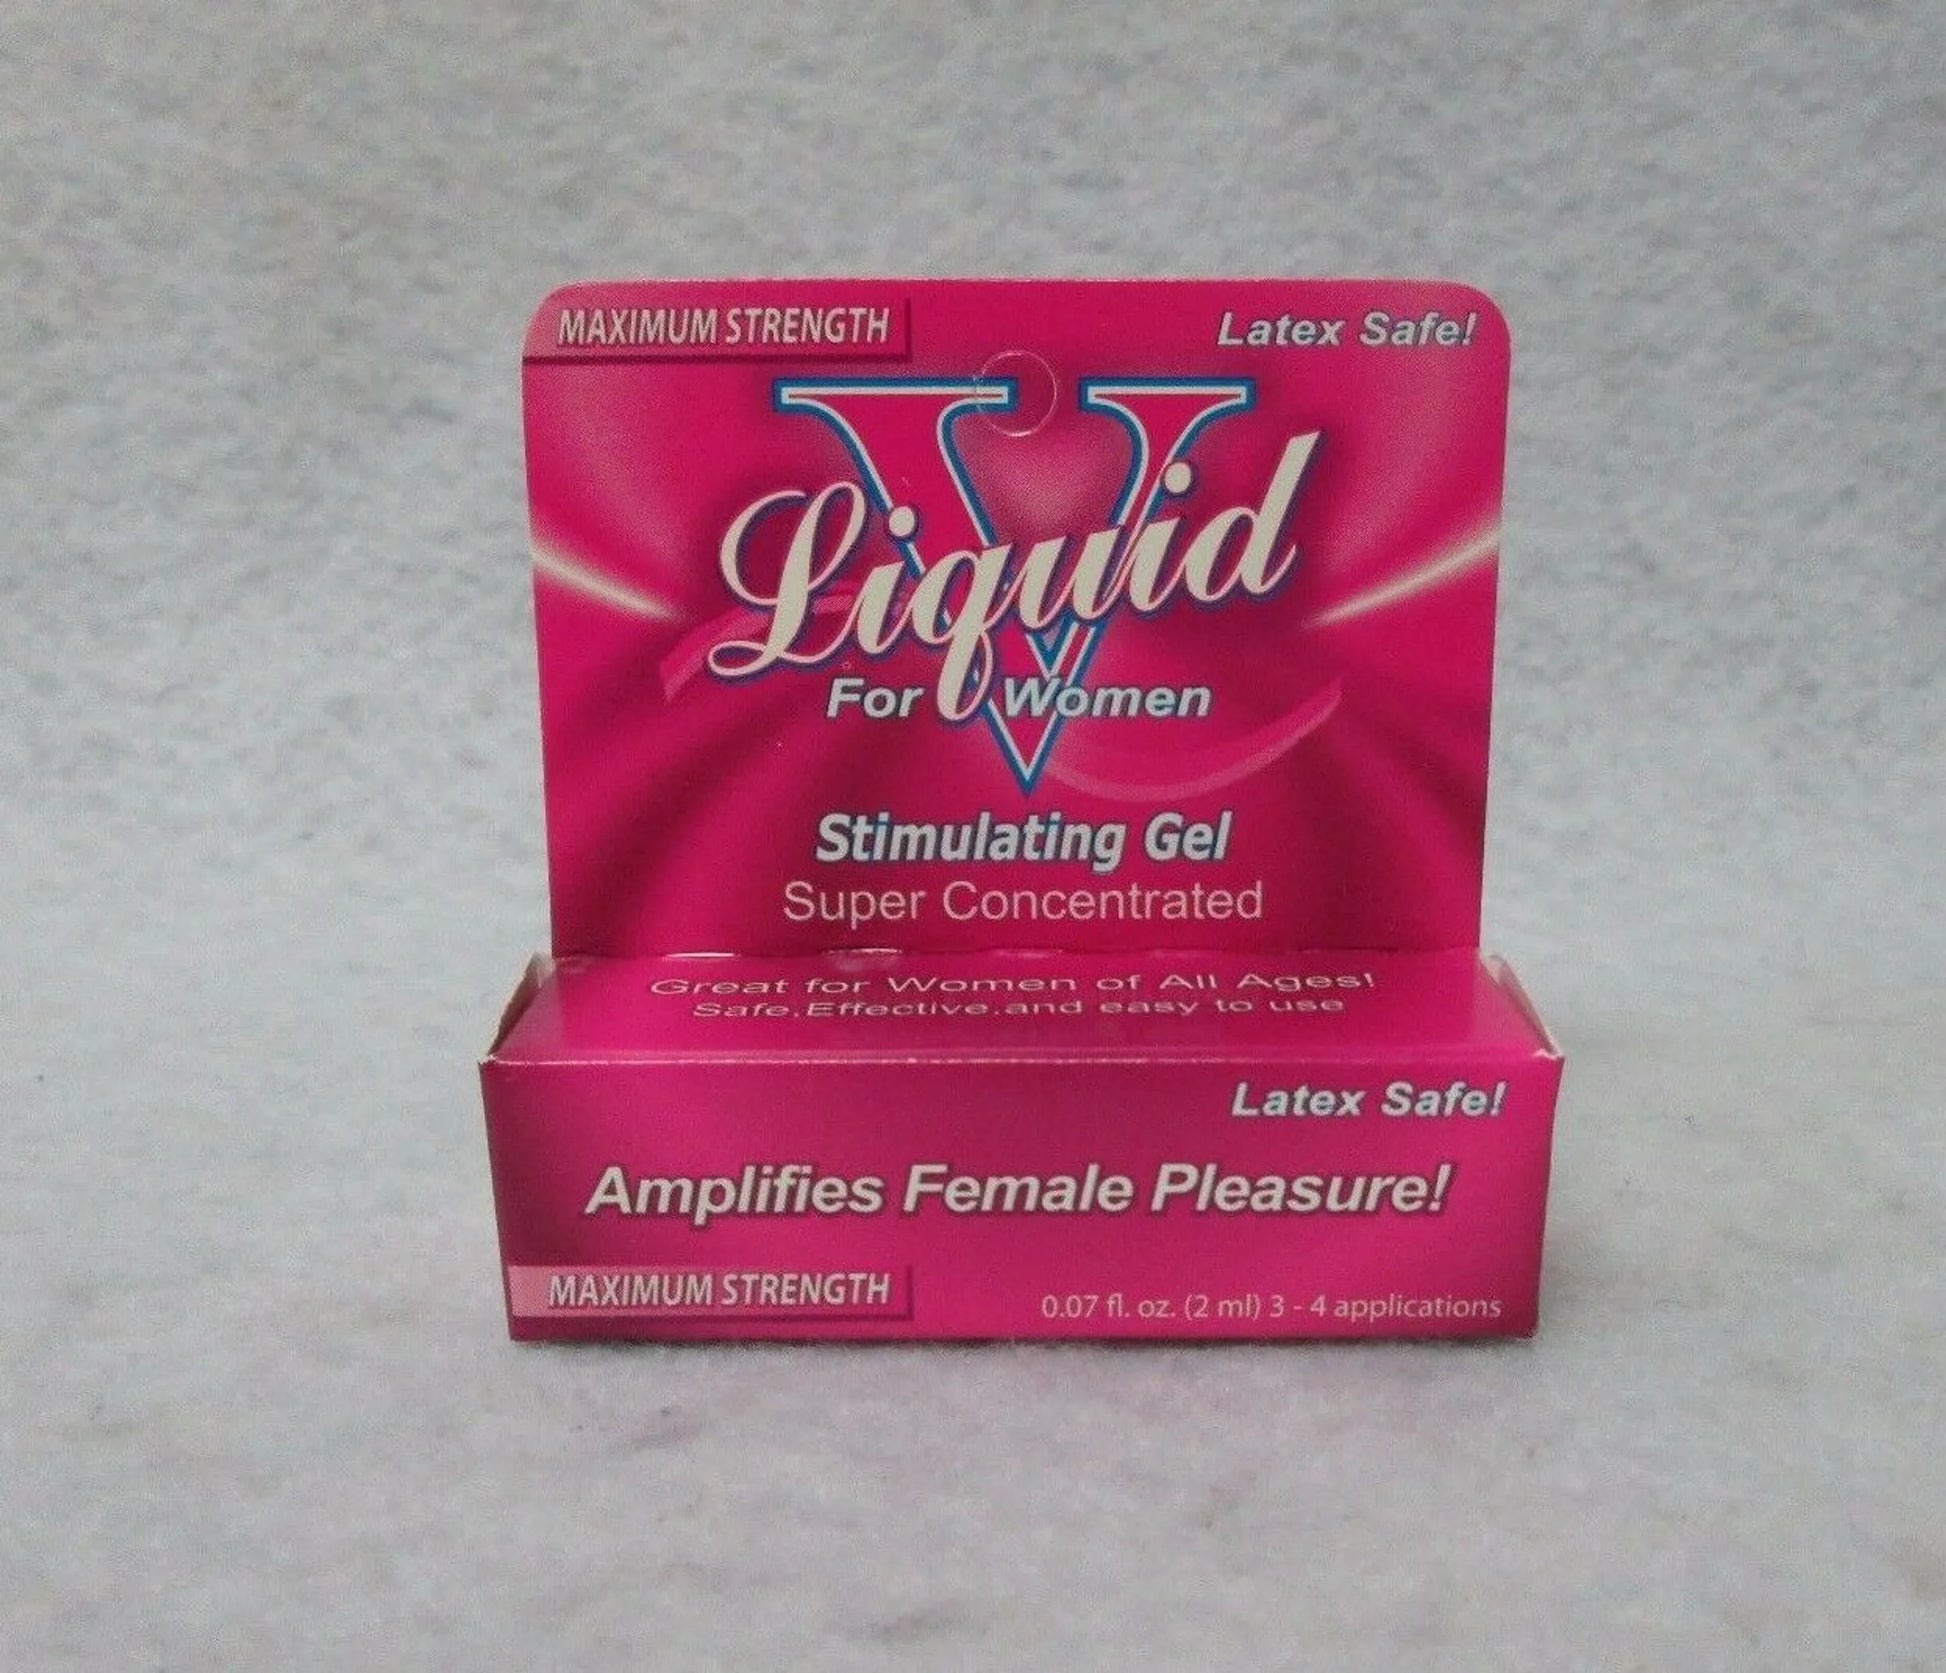 MAXIMUM STRENGTH
Latex Safe!
V
Liquid
For Women
Stimulating Gel
Super Concentrated
Great for Women of All Ages!
Safe,Effective,and easy to use
Latex Safe!
Amplifies Female Pleasure!
MAXIMUM STRENGTH
0.07 fl. oz. (2 ml) 3 - 4 applications